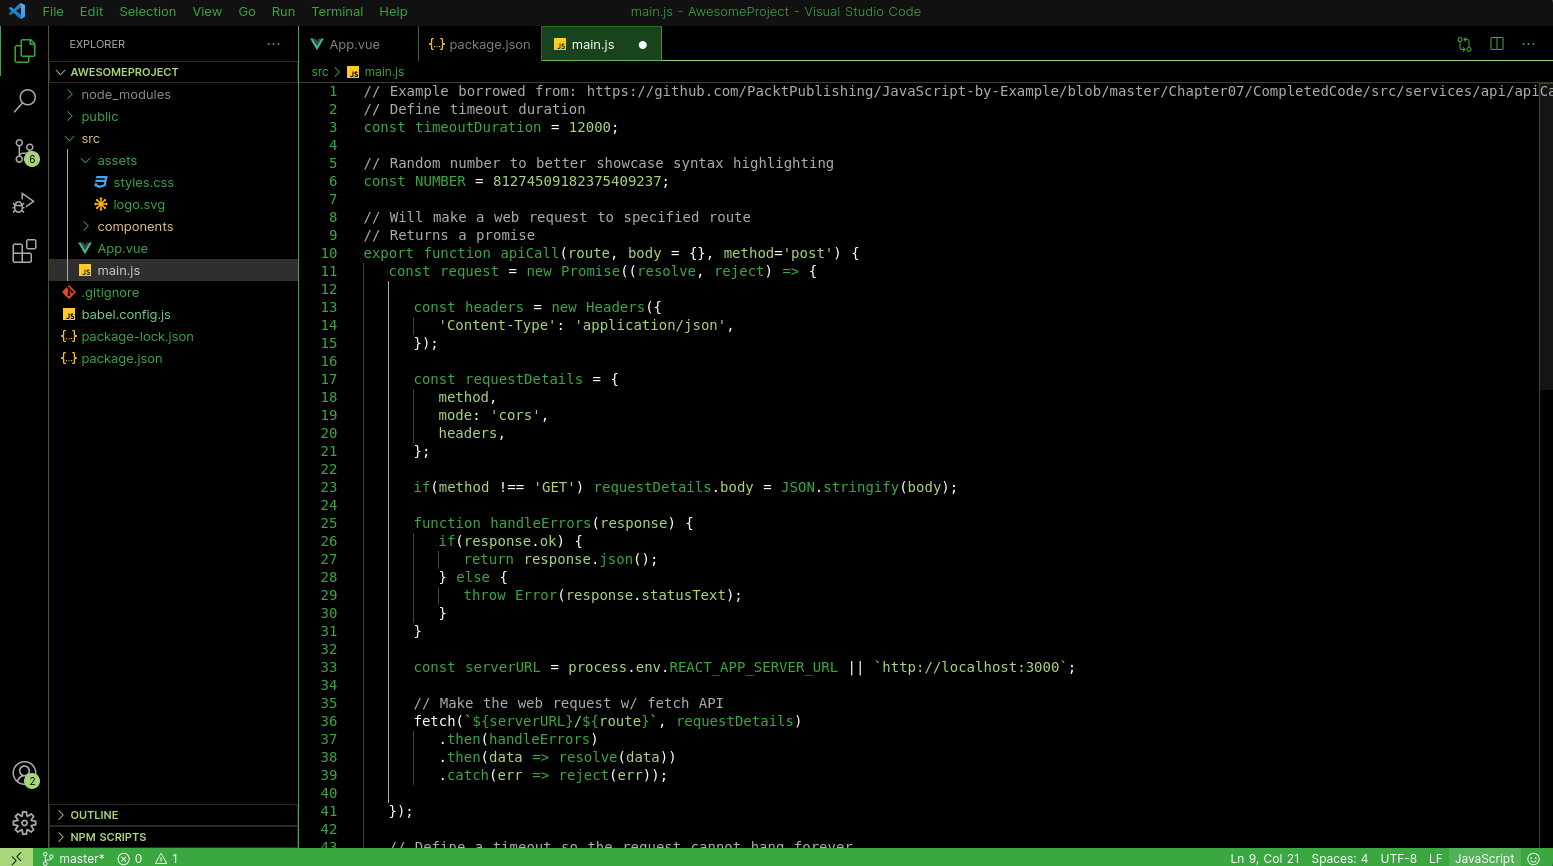 File Edit Selection View Go Run Terminal Help
main.js - AwesomeProject - Visual Studio Code
EXPLORER
AWESOMEPROJECT
node_modules
public
src
assets
styles.css
logo.svg
components
App.vue
main.js
.gitignore
babel.config.js
package-lock.json
package.json
OUTLINE
NPM SCRIPTS
6
2
App.vue
package.json
main.js
src > main.js
1 // Example borrowed from: https://github.com/PacktPublishing/JavaScript-by-Example/blob/master/Chapter07/CompletedCode/src/services/api/apiCa
2 // Define timeout duration
3 const timeoutDuration = 12000;
4
5 // Random number to better showcase syntax highlighting
6 const NUMBER = 81274509182375409237;
7
8 // Will make a web request to specified route
9 // Returns a promise
10 export function apiCall(route, body = {}, method='post') {
11 const request = new Promise((resolve, reject) => {
12
13 const headers = new Headers({
14 'Content-Type': 'application/json',
15 });
16
17 const requestDetails = {
18 method,
19 mode: 'cors',
20 headers,
21 };
22
23 if(method !== 'GET') requestDetails.body = JSON.stringify(body);
24
25 function handleErrors(response) {
26 if(response.ok) {
27 return response.json();
28 } else {
29 throw Error(response.statusText);
30 }
31 }
32
33 const serverURL = process.env.REACT_APP_SERVER_URL || `http://localhost:3000`;
34
35 // Make the web request w/ fetch API
36 fetch(`${serverURL}/${route}`, requestDetails)
37 .then(handleErrors)
38 .then(data => resolve(data))
39 .catch(err => reject(err));
40
41 });
42
43 // Define a timeout so the request cannot hang forever
master* 0 1
Ln 9, Col 21 Spaces: 4 UTF-8 LF JavaScript